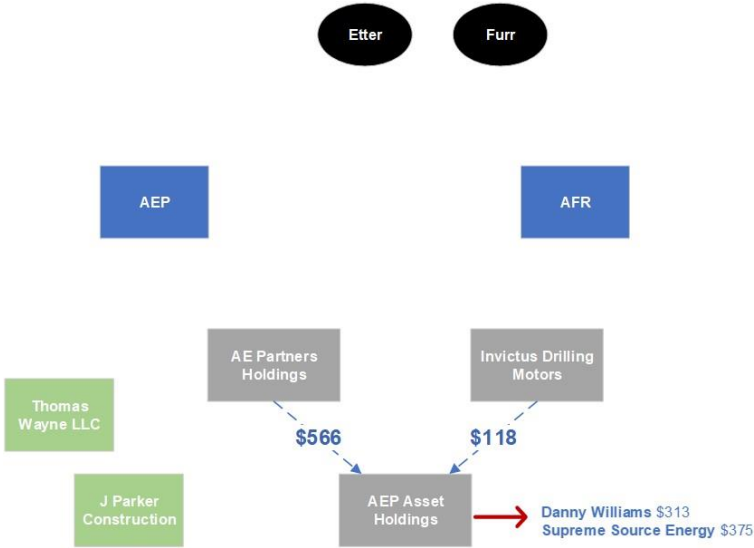 Etter
Furr
AEP
AFR
AE Partners
Holdings
Invictus Drilling
Motors
Thomas
Wayne LLC
$566
$118
J Parker
Construction
AEP Asset
Holdings
Danny Williams $313
Supreme Source Energy $375